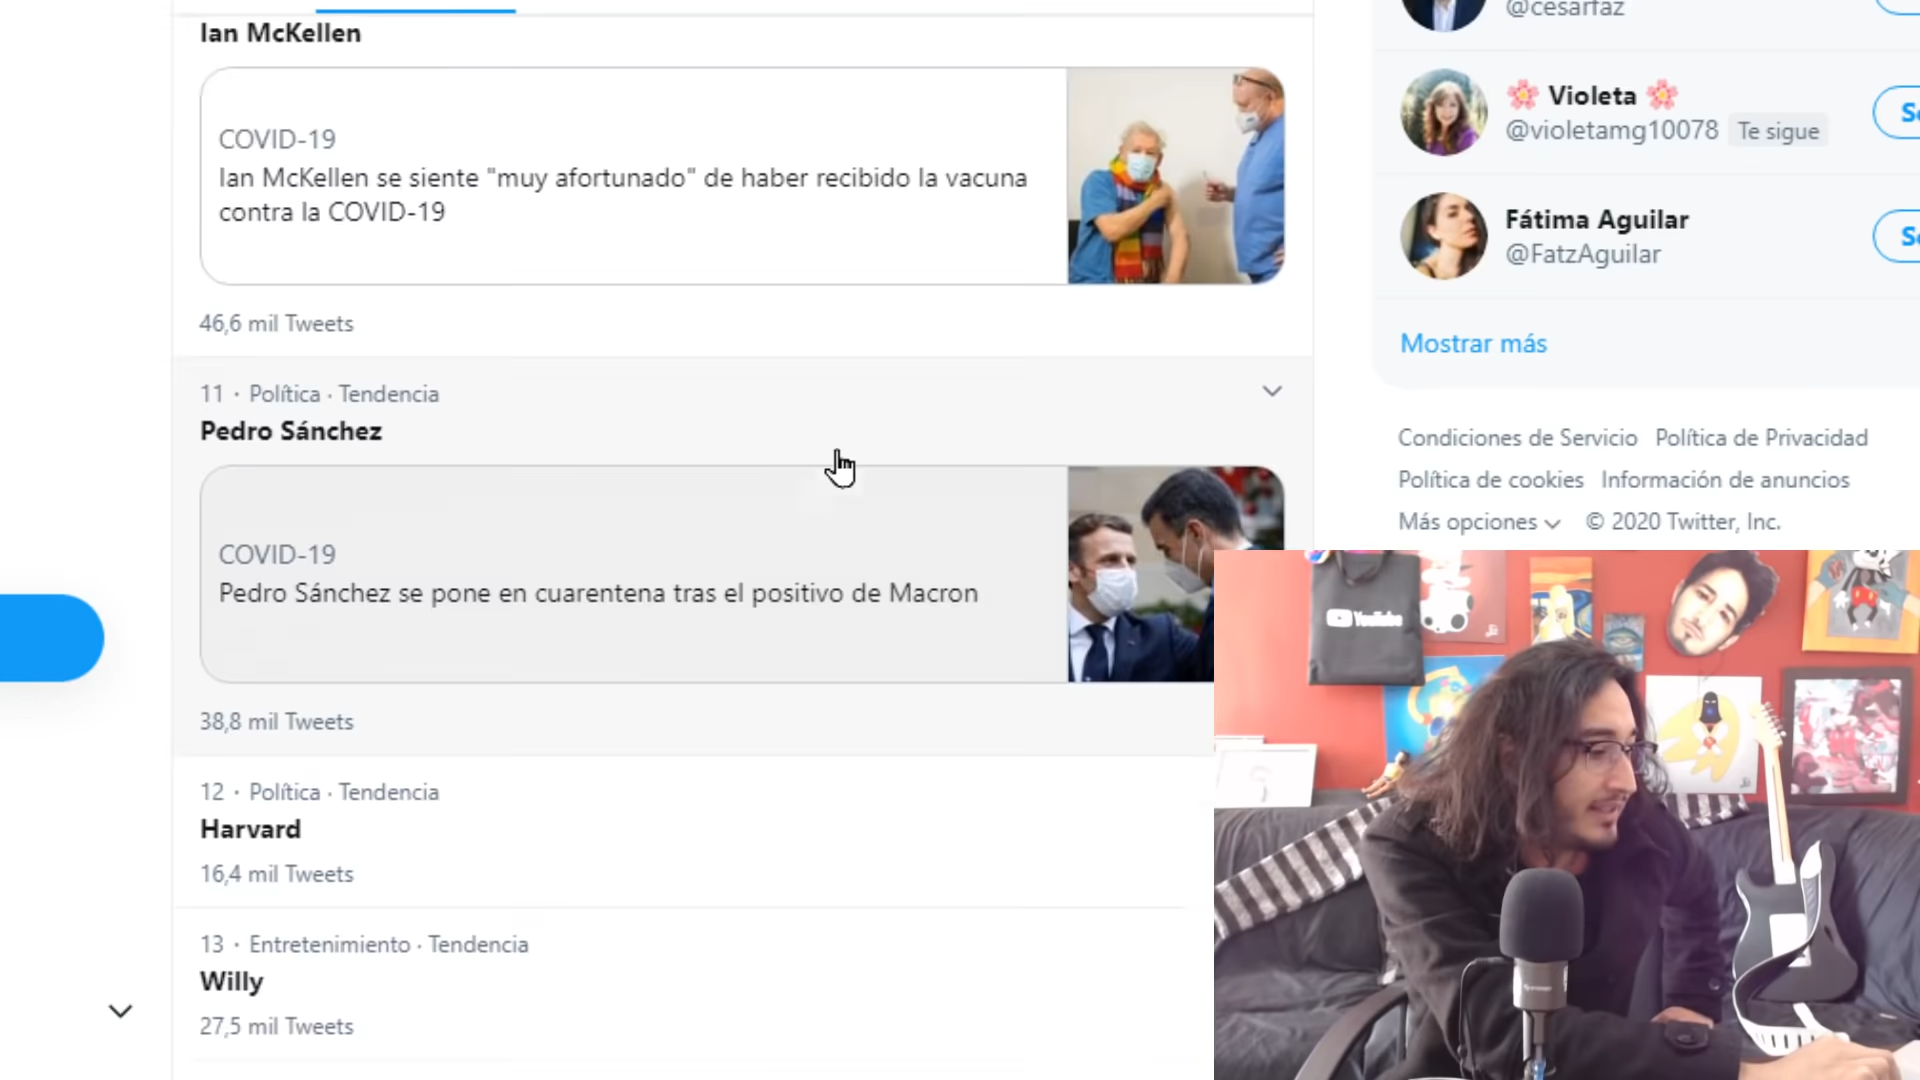 Ian McKellen
COVID-19
Ian McKellen se siente "muy afortunado" de haber recibido la vacuna
contra la COVID-19
46,6 mil Tweets
11 · Política · Tendencia
Pedro Sánchez
COVID-19
Pedro Sánchez se pone en cuarentena tras el positivo de Macron
38,8 mil Tweets
12 · Política · Tendencia
Harvard
16,4 mil Tweets
13 · Entretenimiento · Tendencia
Willy
27,5 mil Tweets
@cesarfaz
🌸 Violeta 🌸
@violetamg10078 Te sigue
Fátima Aguilar
@FatzAguilar
Mostrar más
Condiciones de Servicio Política de Privacidad
Política de cookies Información de anuncios
Más opciones © 2020 Twitter, Inc.
YouTube